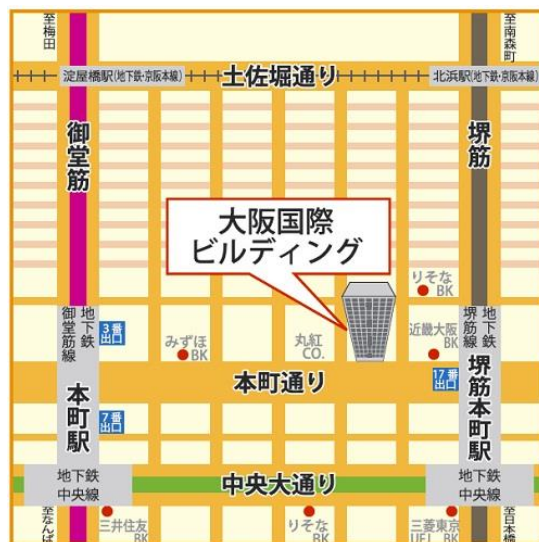 至梅田
至南森町
淀屋橋駅(地下鉄・京阪本線)
土佐堀通り
北浜駅(地下鉄・京阪本線)
御堂筋
堺筋
大阪国際
ビルディング
りそな
BK
地下鉄
御堂筋線
3番
出口
みずほ
BK
丸紅
CO.
近畿大阪
BK
地下鉄
堺筋線
本町通り
17番
出口
本町駅
7番
出口
堺筋本町駅
地下鉄
中央線
中央大通り
地下鉄
中央線
至なんば
三井住友
BK
りそな
BK
三菱東京
UFJ BK
至日本橋